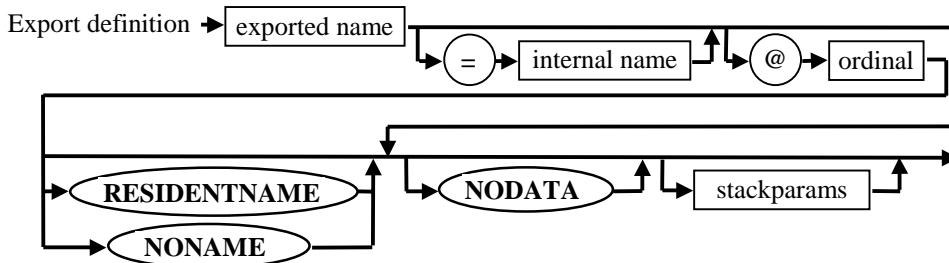 Export definition exported name
= internal name @ ordinal
RESIDENTNAME NODATA stackparams
NONAME